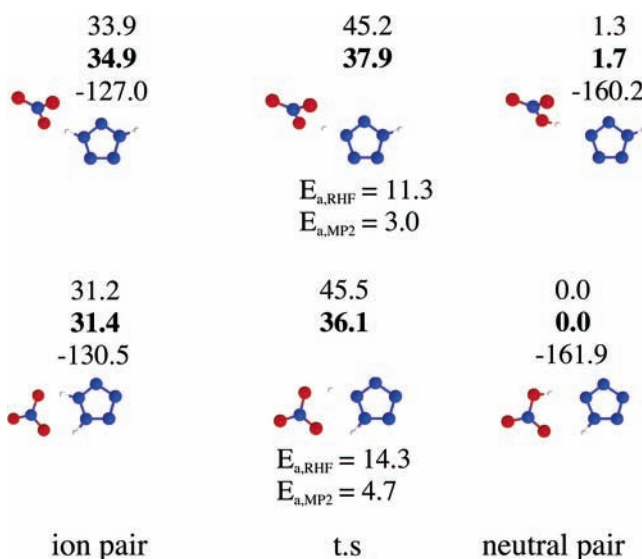 33.9 45.2 1.3
34.9 37.9 1.7
-127.0 -160.2
E_a,RHF = 11.3
E_a,MP2 = 3.0
31.2 45.5 0.0
31.4 36.1 0.0
-130.5 -161.9
E_a,RHF = 14.3
E_a,MP2 = 4.7
ion pair t.s neutral pair